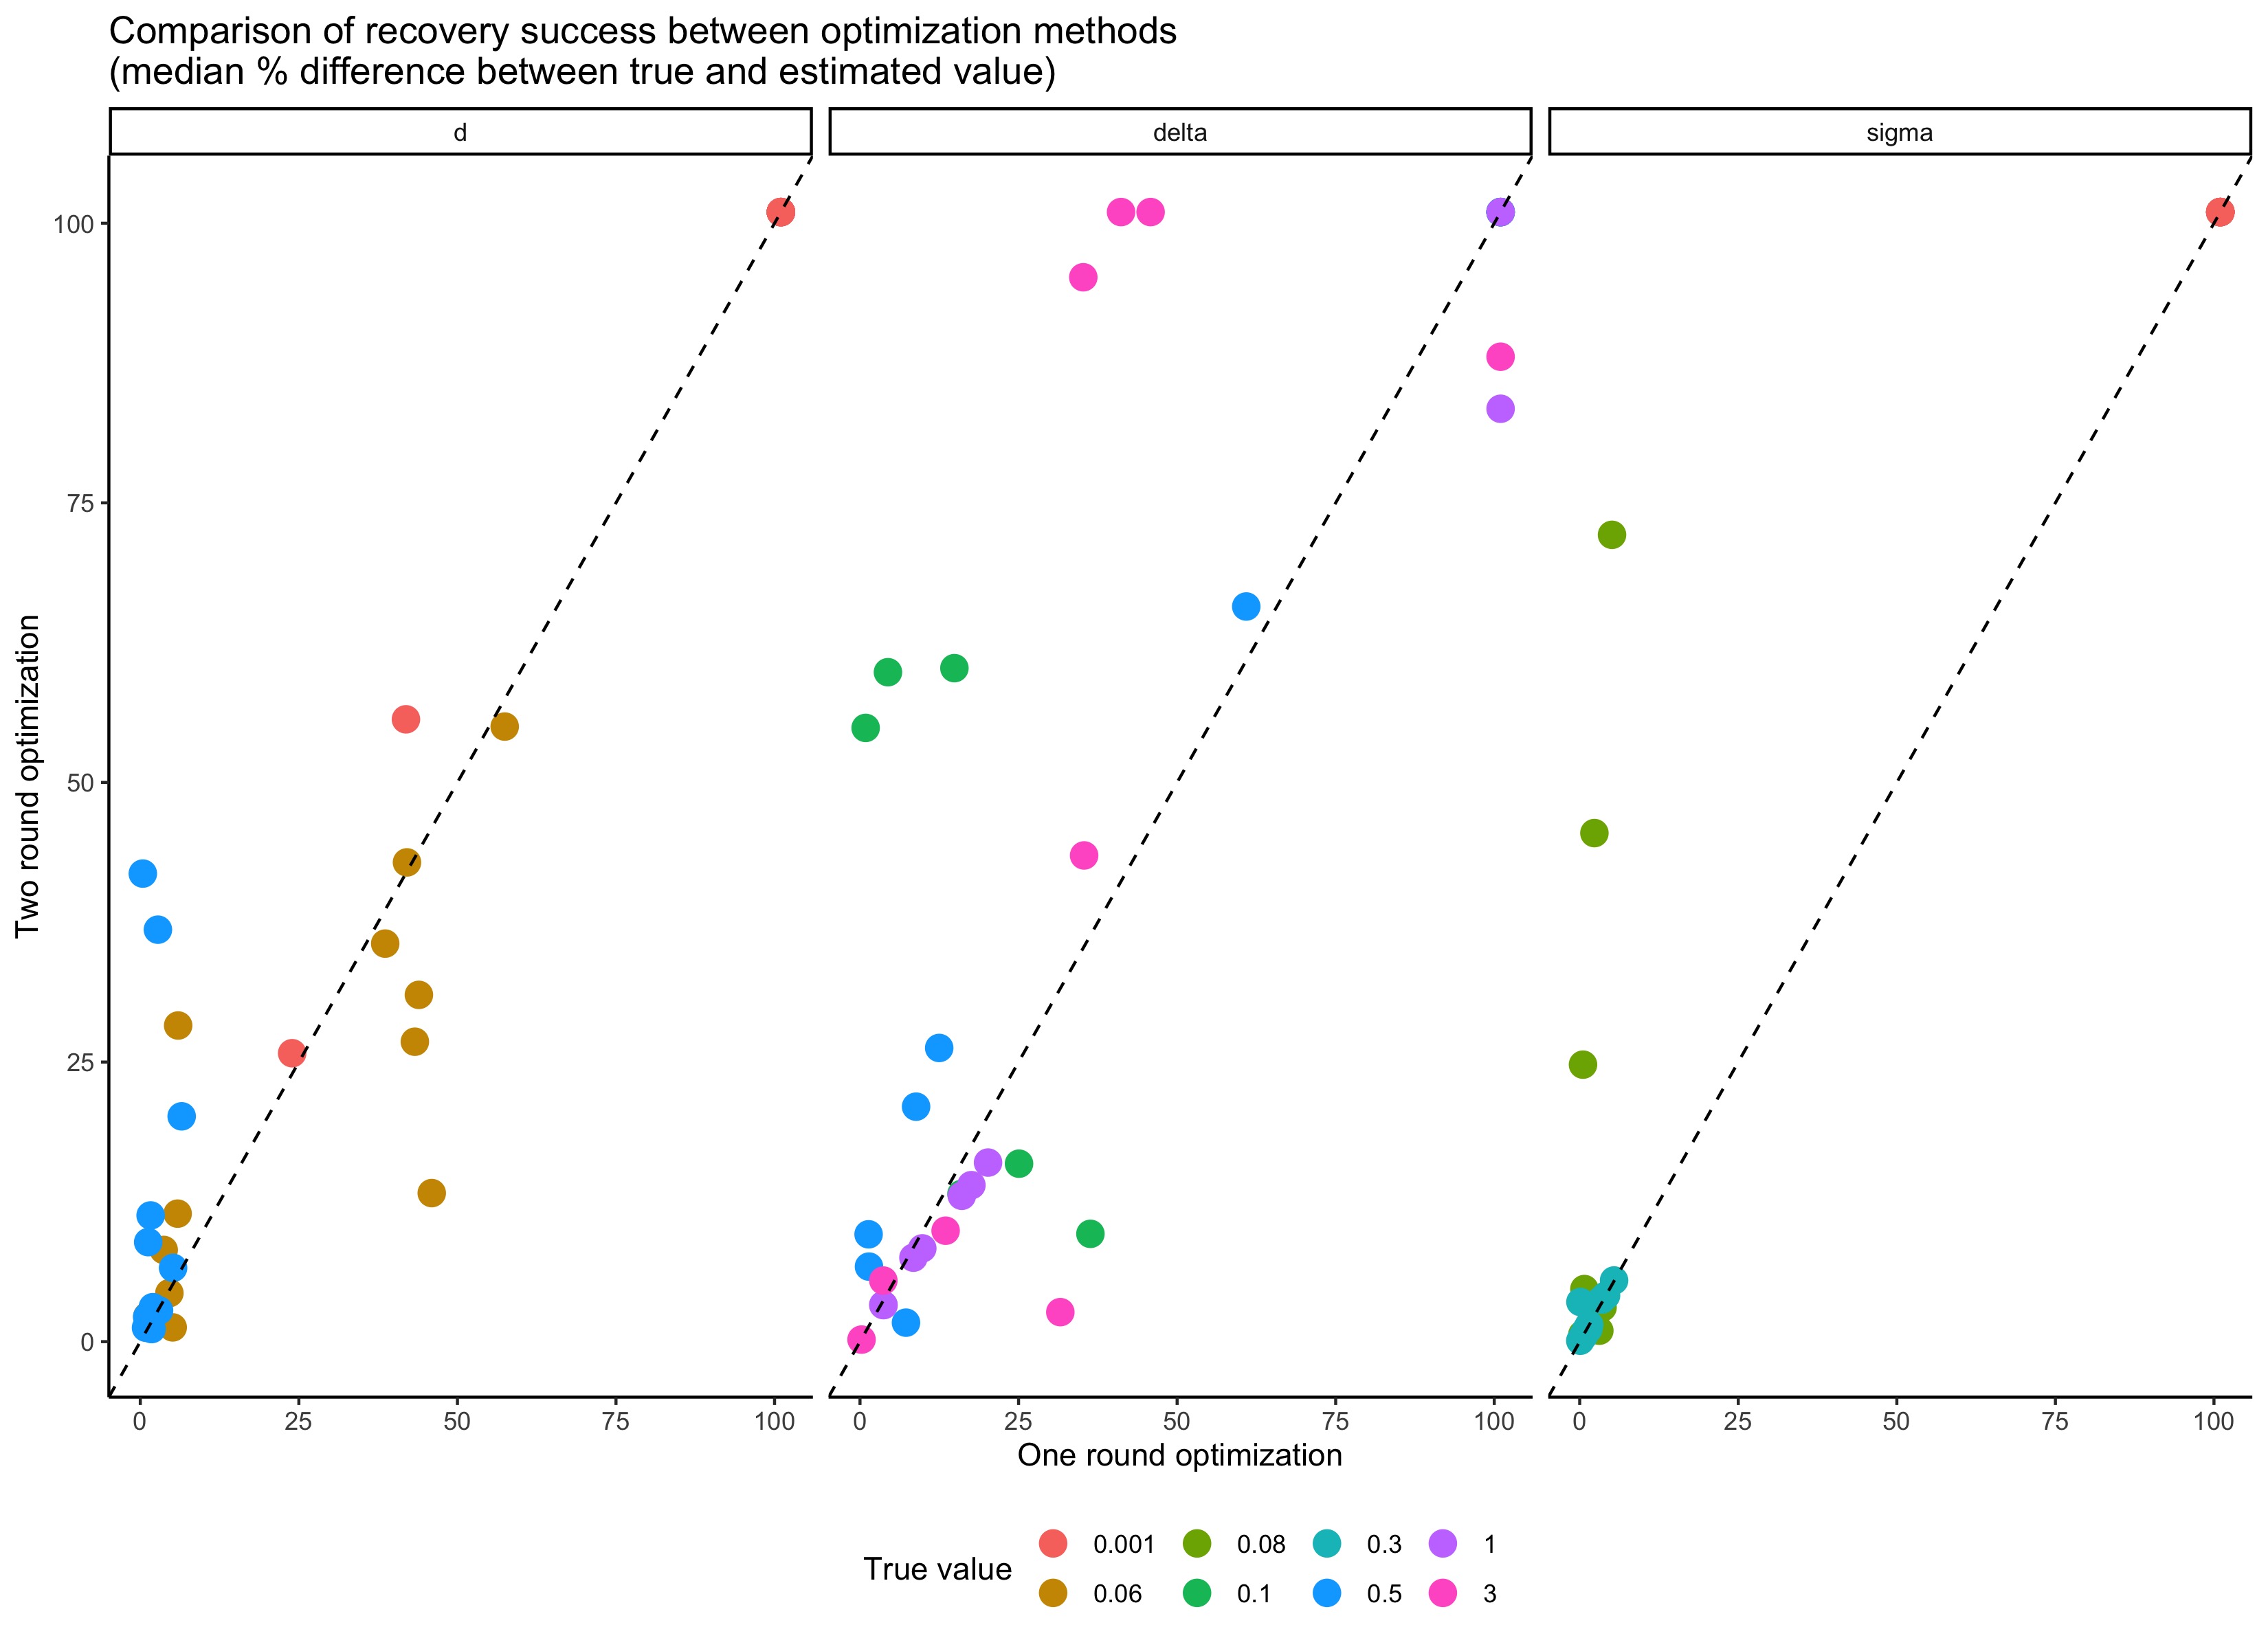 Comparison of recovery success between optimization methods
(median % difference between true and estimated value)
d
delta
sigma
Two round optimization
100
75
50
25
0
0 25 50 75 100
0 25 50 75 100
0 25 50 75 100
One round optimization
True value
0.001 0.08 0.3 1
0.06 0.1 0.5 3